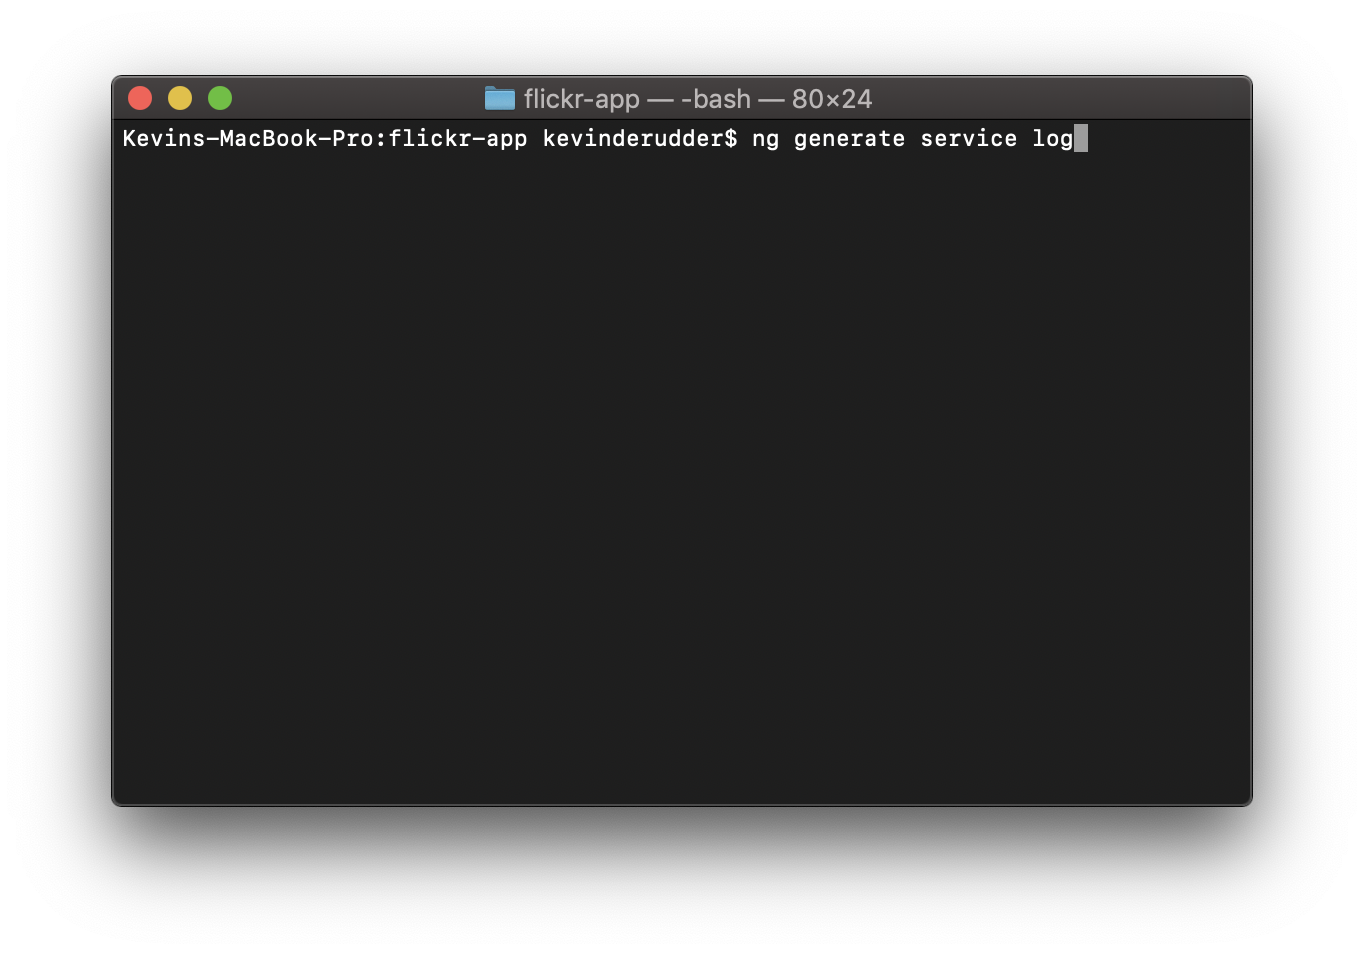 flickr-app — -bash — 80×24
Kevins-MacBook-Pro:flickr-app kevinderudder$ ng generate service log